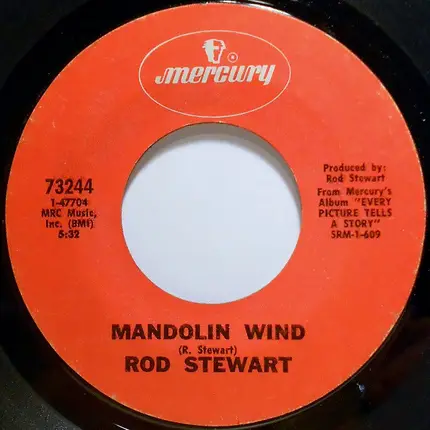 mercury
73244
1-47704
MRC Music,
Inc. (BMI)
5:32
Produced by:
Rod Stewart
From Mercury's
Album "EVERY
PICTURE TELLS
A STORY"
SRM-1-609
MANDOLIN WIND
(R. Stewart)
ROD STEWART